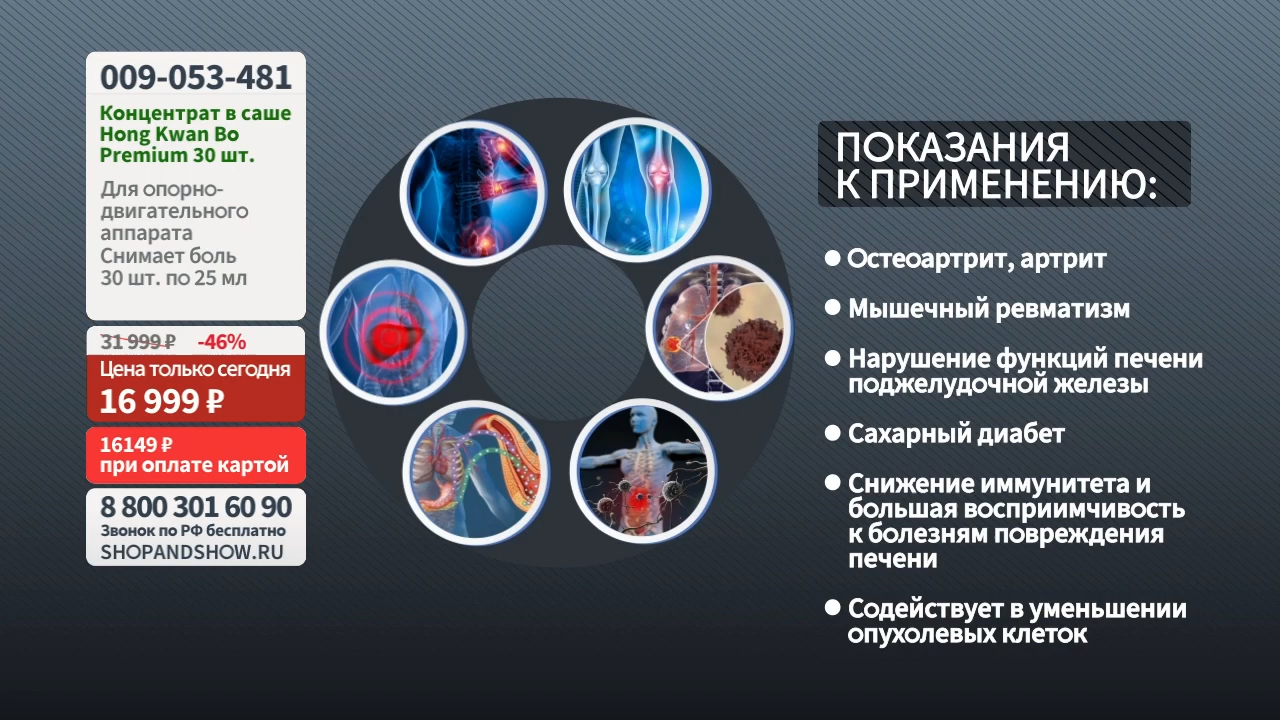 009-053-481
Концентрат в саше
Hong Kwan Bo
Premium 30 шт.
Для опорно-
двигательного
аппарата
Снимает боль
30 шт. по 25 мл
31 999 ₽ -46%
Цена только сегодня
16 999 ₽
16149 ₽
при оплате картой
8 800 301 60 90
Звонок по РФ бесплатно
SHOPANDSHOW.RU
ПОКАЗАНИЯ
К ПРИМЕНЕНИЮ:
● Остеоартрит, артрит
● Мышечный ревматизм
● Нарушение функций печени
поджелудочной железы
● Сахарный диабет
● Снижение иммунитета и
большая восприимчивость
к болезням повреждения
печени
● Содействует в уменьшении
опухолевых клеток